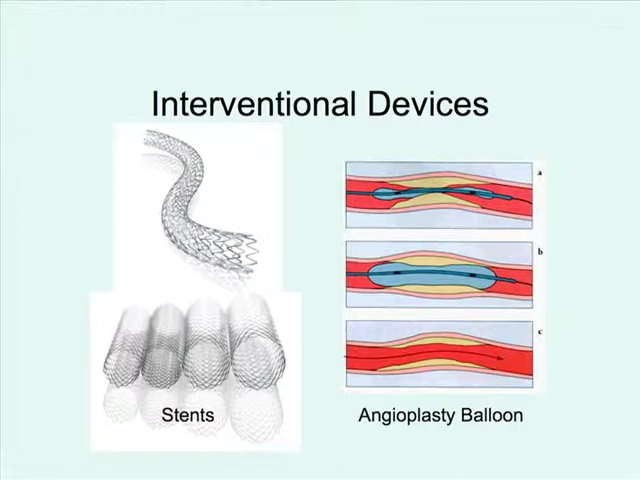 Interventional Devices
a
b
c
Stents
Angioplasty Balloon